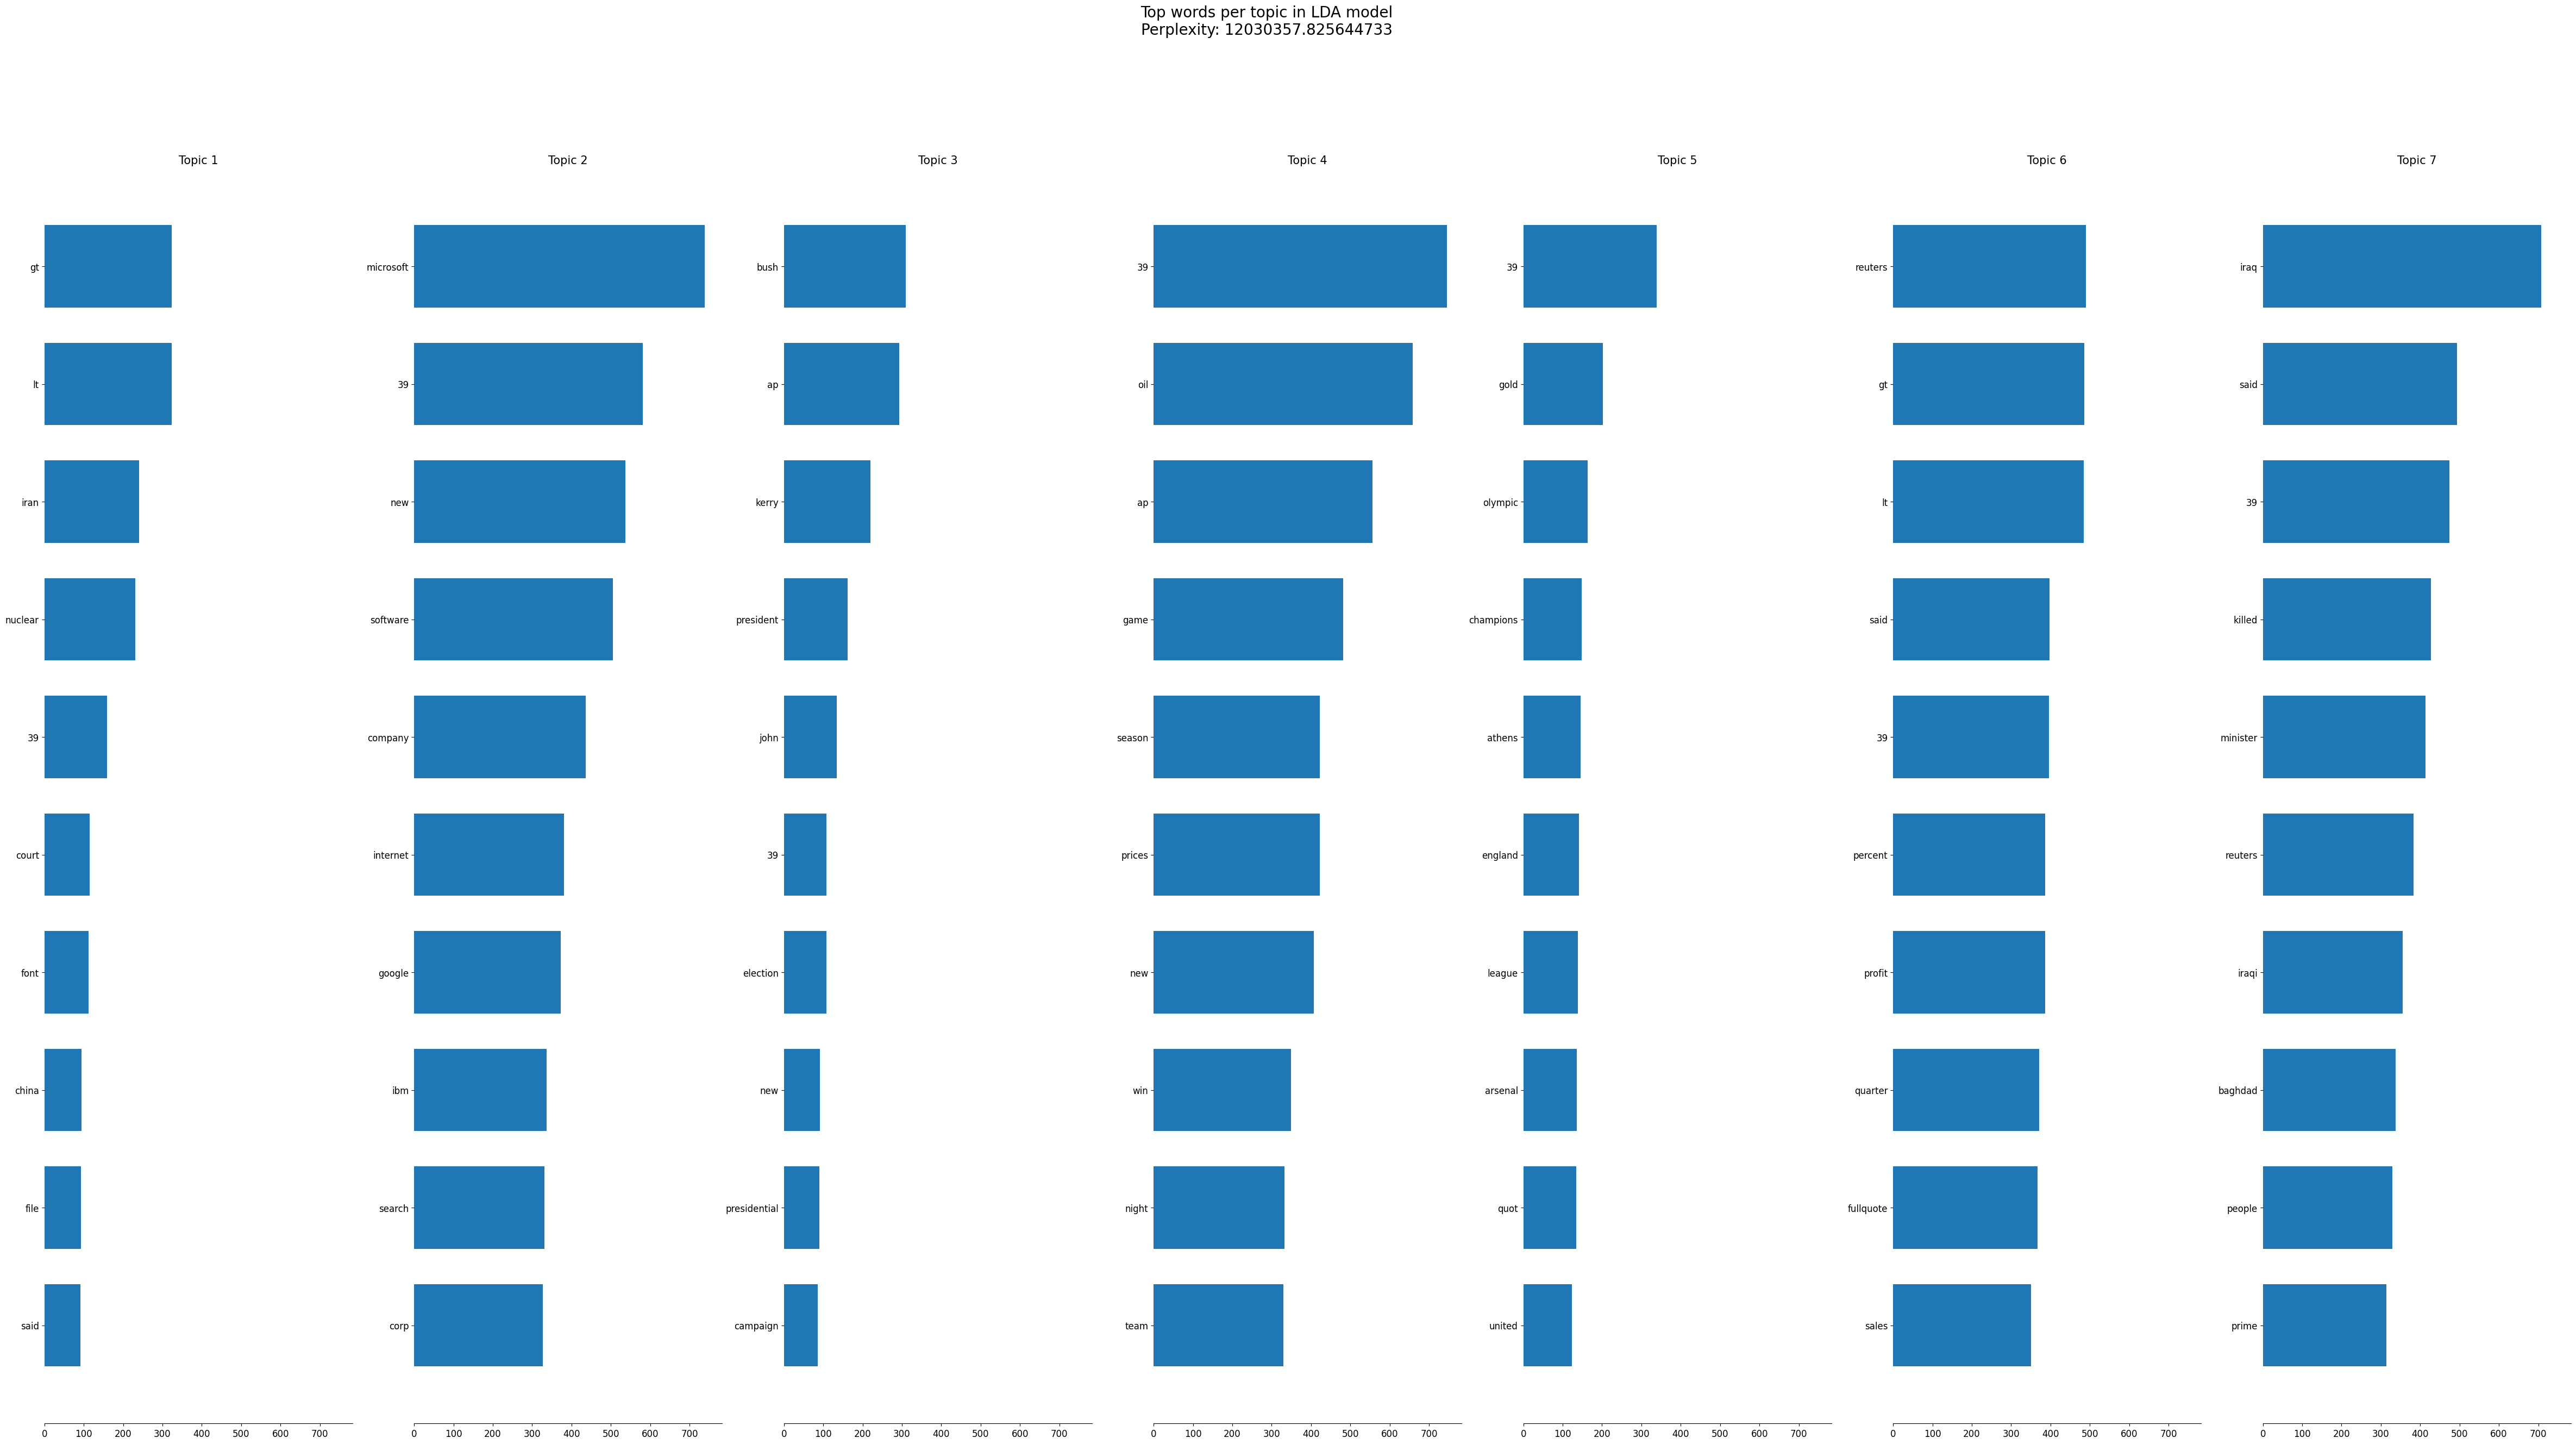 Top words per topic in LDA model
Perplexity: 12030357.825644733
Topic 1
gt
lt
iran
nuclear
39
court
font
china
file
said
0 100 200 300 400 500 600 700
Topic 2
microsoft
39
new
software
company
internet
google
ibm
search
corp
0 100 200 300 400 500 600 700
Topic 3
bush
ap
kerry
president
john
39
election
new
presidential
campaign
0 100 200 300 400 500 600 700
Topic 4
39
oil
ap
game
season
prices
new
win
night
team
0 100 200 300 400 500 600 700
Topic 5
39
gold
olympic
champions
athens
england
league
arsenal
quot
united
0 100 200 300 400 500 600 700
Topic 6
reuters
gt
lt
said
39
percent
profit
quarter
fullquote
sales
0 100 200 300 400 500 600 700
Topic 7
iraq
said
39
killed
minister
reuters
iraqi
baghdad
people
prime
0 100 200 300 400 500 600 700